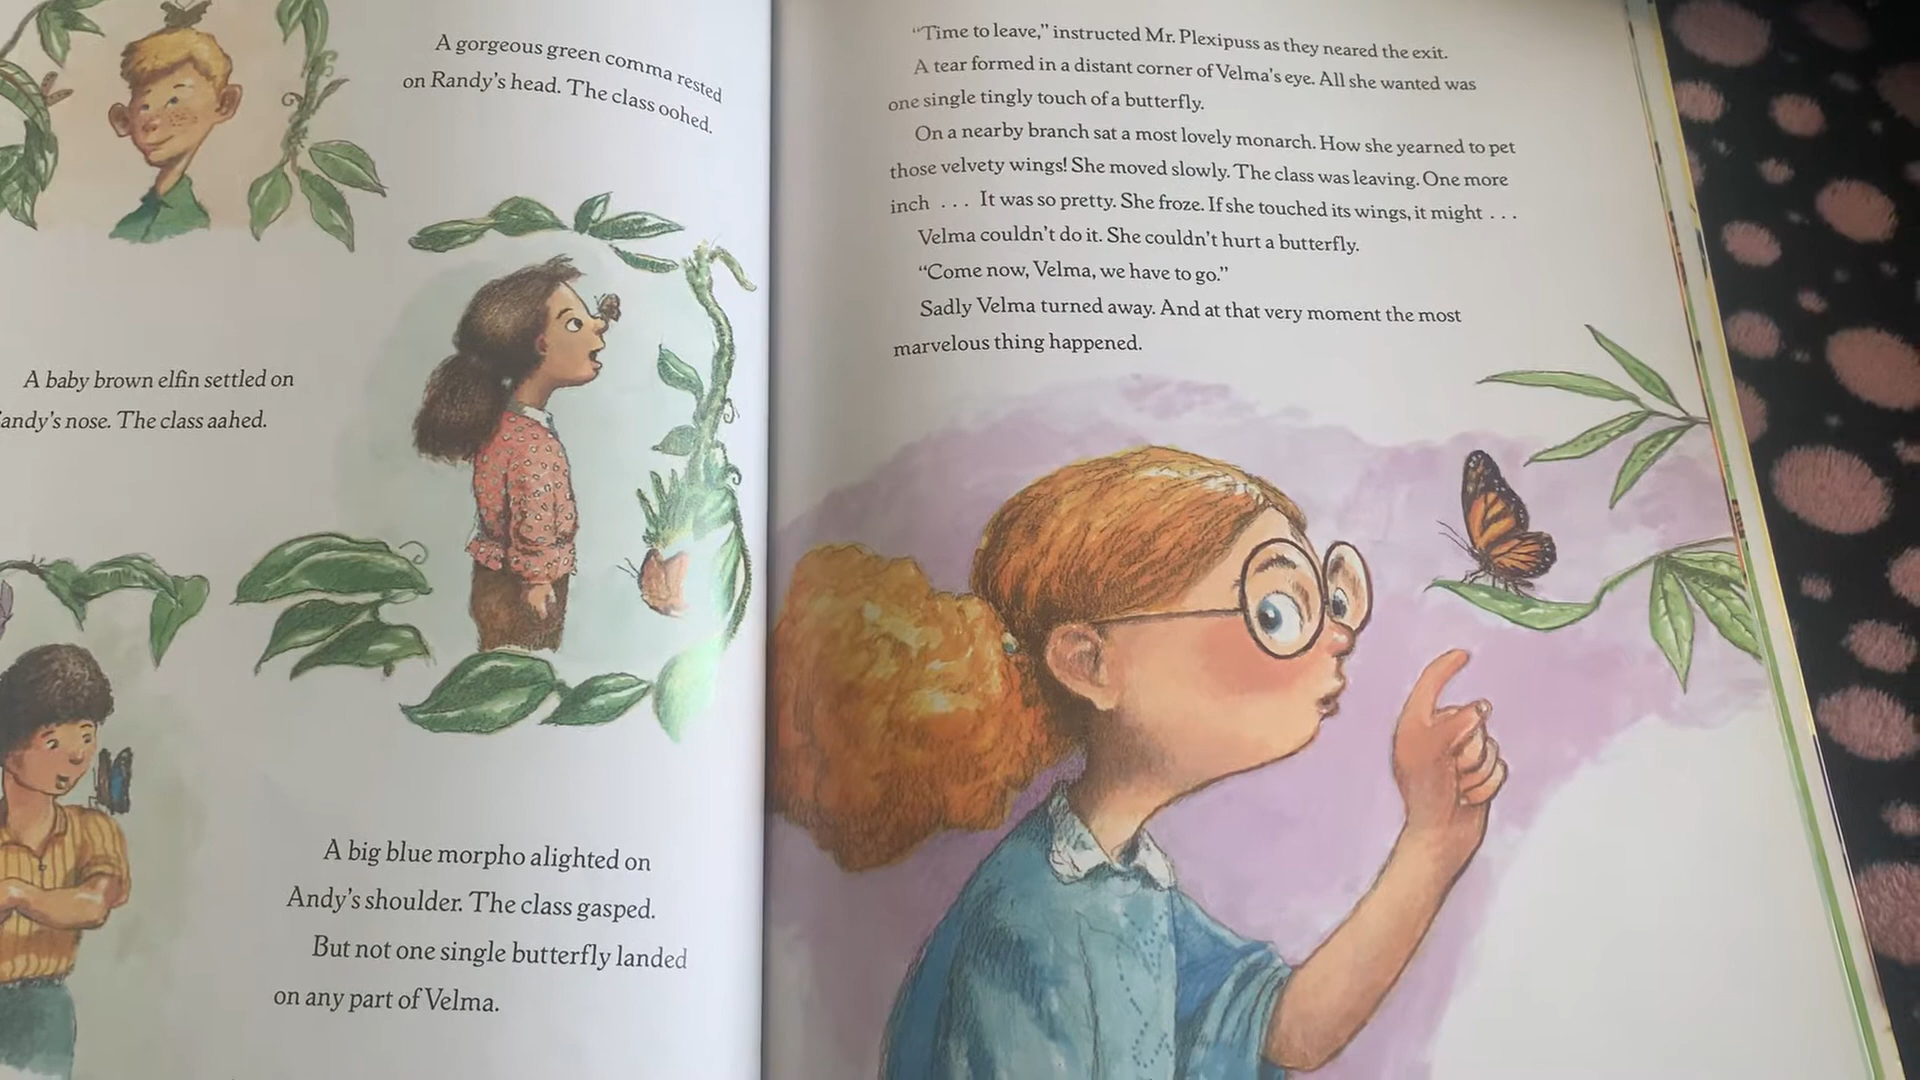 A gorgeous green comma rested
on Randy's head. The class oohed.
A baby brown elfin settled on
andy's nose. The class aahed.
A big blue morpho alighted on
Andy's shoulder. The class gasped.
But not one single butterfly landed
on any part of Velma.
“Time to leave,” instructed Mr. Plexipuss as they neared the exit.
A tear formed in a distant corner of Velma's eye. All she wanted was
one single tingly touch of a butterfly.
On a nearby branch sat a most lovely monarch. How she yearned to pet
those velvety wings! She moved slowly. The class was leaving. One more
inch . . . It was so pretty. She froze. If she touched its wings, it might . . .
Velma couldn't do it. She couldn't hurt a butterfly.
“Come now, Velma, we have to go.”
Sadly Velma turned away. And at that very moment the most
marvelous thing happened.